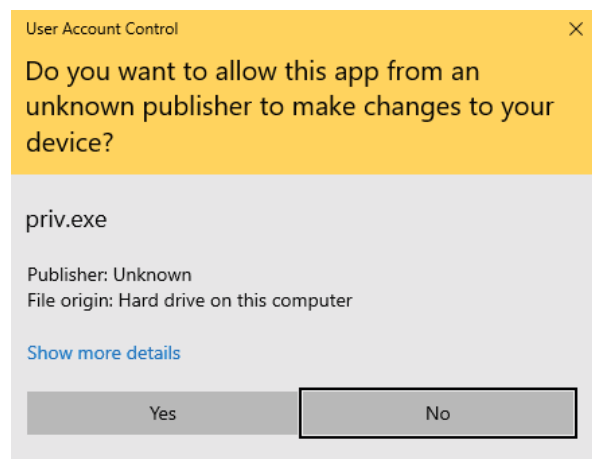 User Account Control
Do you want to allow this app from an
unknown publisher to make changes to your
device?
priv.exe
Publisher: Unknown
File origin: Hard drive on this computer
Show more details
Yes
No